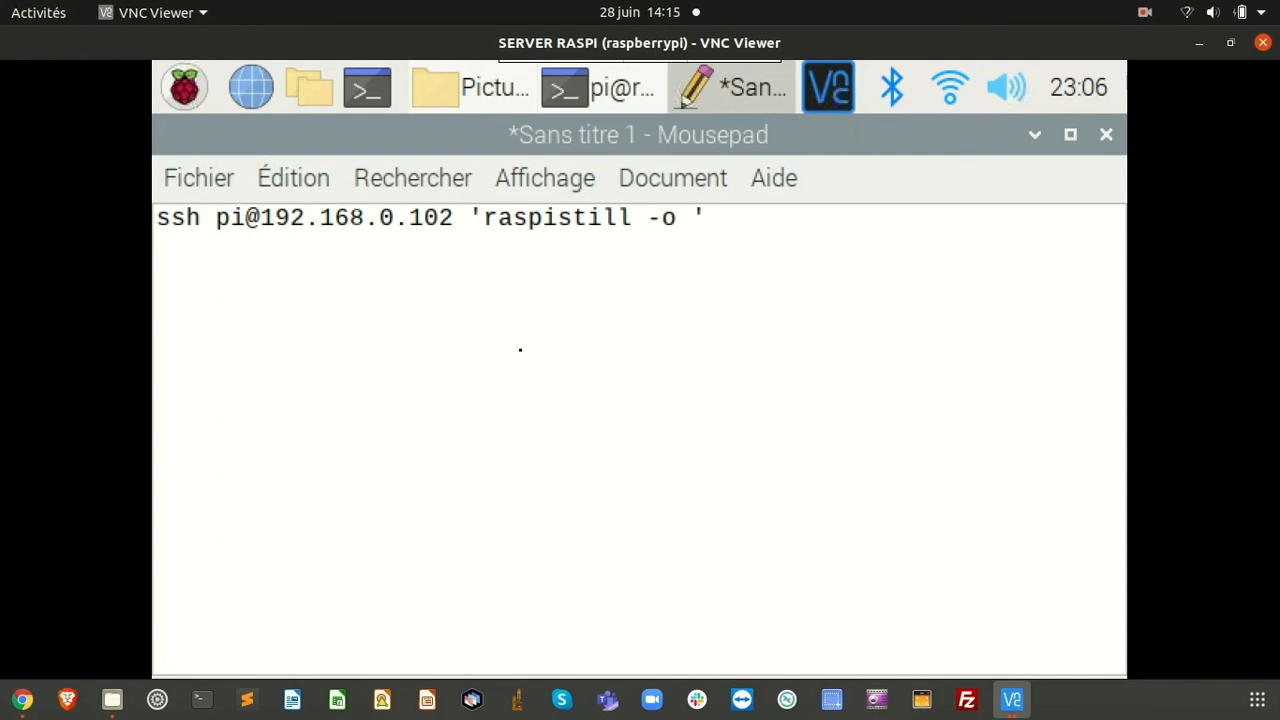 Activités VNC Viewer 28 juin 14:15
SERVER RASPI (raspberrypi) - VNC Viewer
Pictu... pi@r... *San... 23:06
*Sans titre 1 - Mousepad
Fichier Édition Rechercher Affichage Document Aide
ssh pi@192.168.0.102 'raspistill -o '